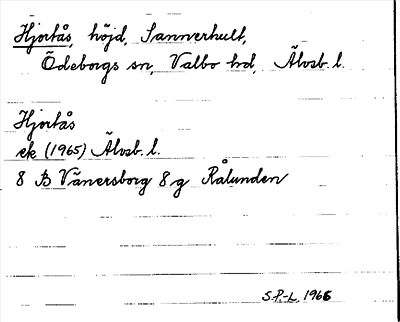 Hjortås, höjd, Sannerhult,
Ödeborgs sn, Valbo hd, Älvsb. l.
Hjortås
ek (1965) Älvsb. l.
8 B Vänersborg 8 g Rålunden
S.P.-L. 1966